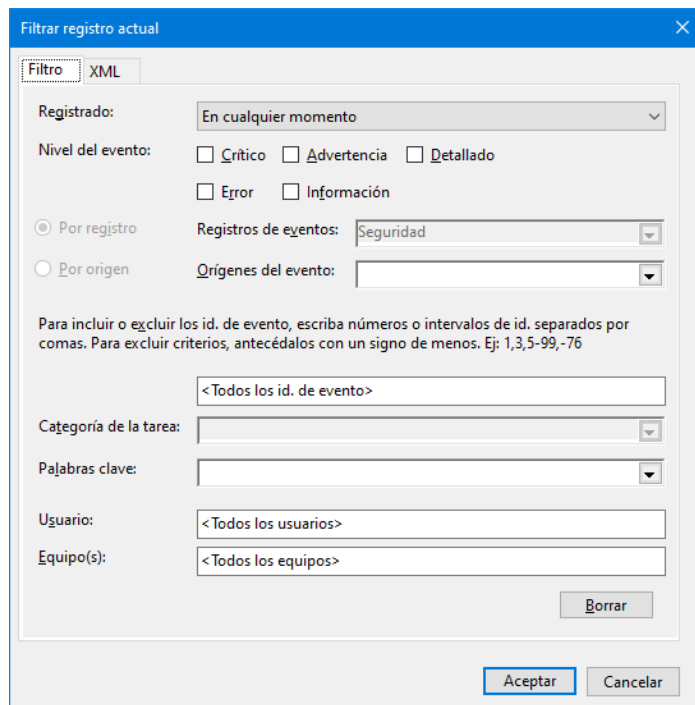 Filtrar registro actual
Filtro XML
Registrado: En cualquier momento
Nivel del evento: Crítico Advertencia Detallado
Error Información
Por registro Registros de eventos: Seguridad
Por origen Orígenes del evento:
Para incluir o excluir los id. de evento, escriba números o intervalos de id. separados por
comas. Para excluir criterios, antecédalos con un signo de menos. Ej: 1,3,5-99,-76
<Todos los id. de evento>
Categoría de la tarea:
Palabras clave:
Usuario: <Todos los usuarios>
Equipo(s): <Todos los equipos>
Borrar
Aceptar Cancelar